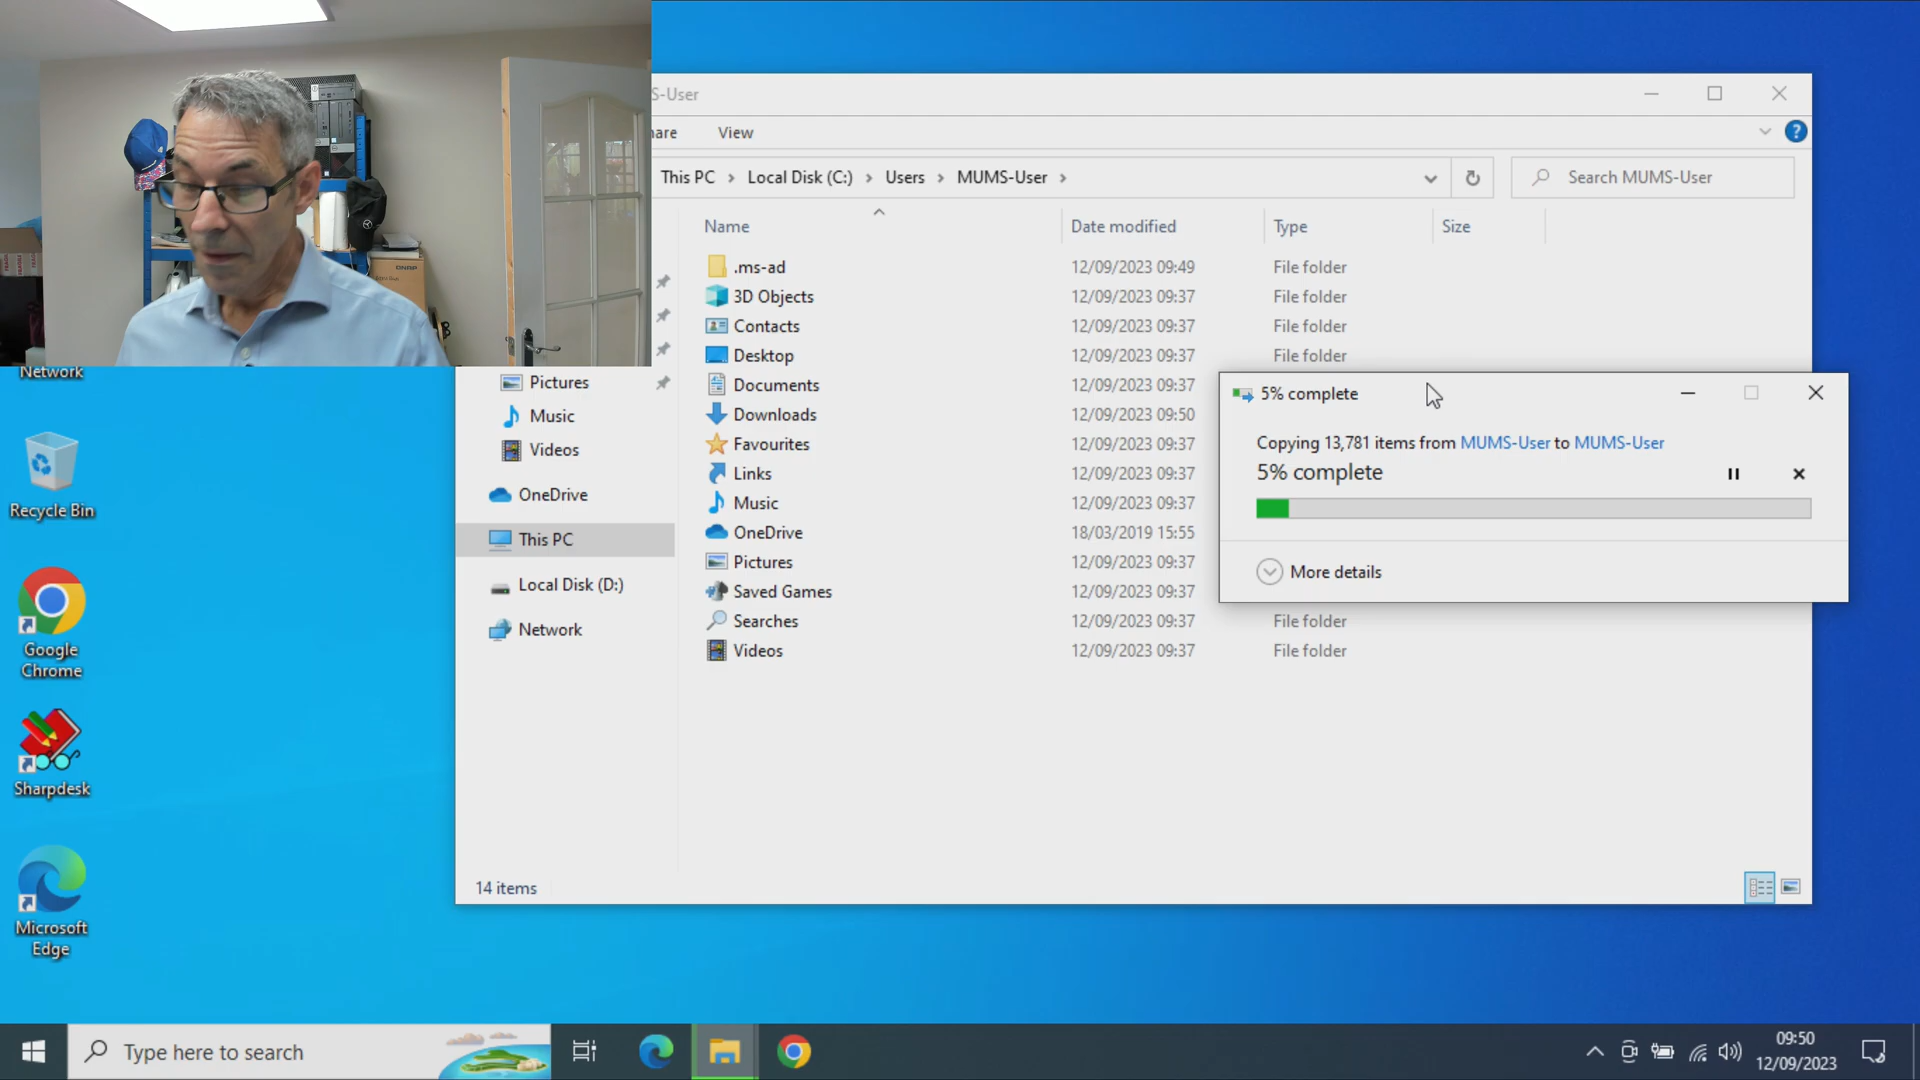 S-User
hare View
This PC > Local Disk (C:) > Users > MUMS-User >
Search MUMS-User
Name Date modified Type Size
.ms-ad 12/09/2023 09:49 File folder
3D Objects 12/09/2023 09:37 File folder
Contacts 12/09/2023 09:37 File folder
Desktop 12/09/2023 09:37 File folder
Documents 12/09/2023 09:37
Downloads 12/09/2023 09:50
Favourites 12/09/2023 09:37
Links 12/09/2023 09:37
Music 12/09/2023 09:37
OneDrive 18/03/2019 15:55
Pictures 12/09/2023 09:37
Saved Games 12/09/2023 09:37
Searches 12/09/2023 09:37 File folder
Videos 12/09/2023 09:37 File folder
Pictures
Music
Videos
OneDrive
This PC
Local Disk (D:)
Network
14 items
5% complete
Copying 13,781 items from MUMS-User to MUMS-User
5% complete
More details
Network
Recycle Bin
Google
Chrome
Sharpdesk
Microsoft
Edge
Type here to search
09:50
12/09/2023